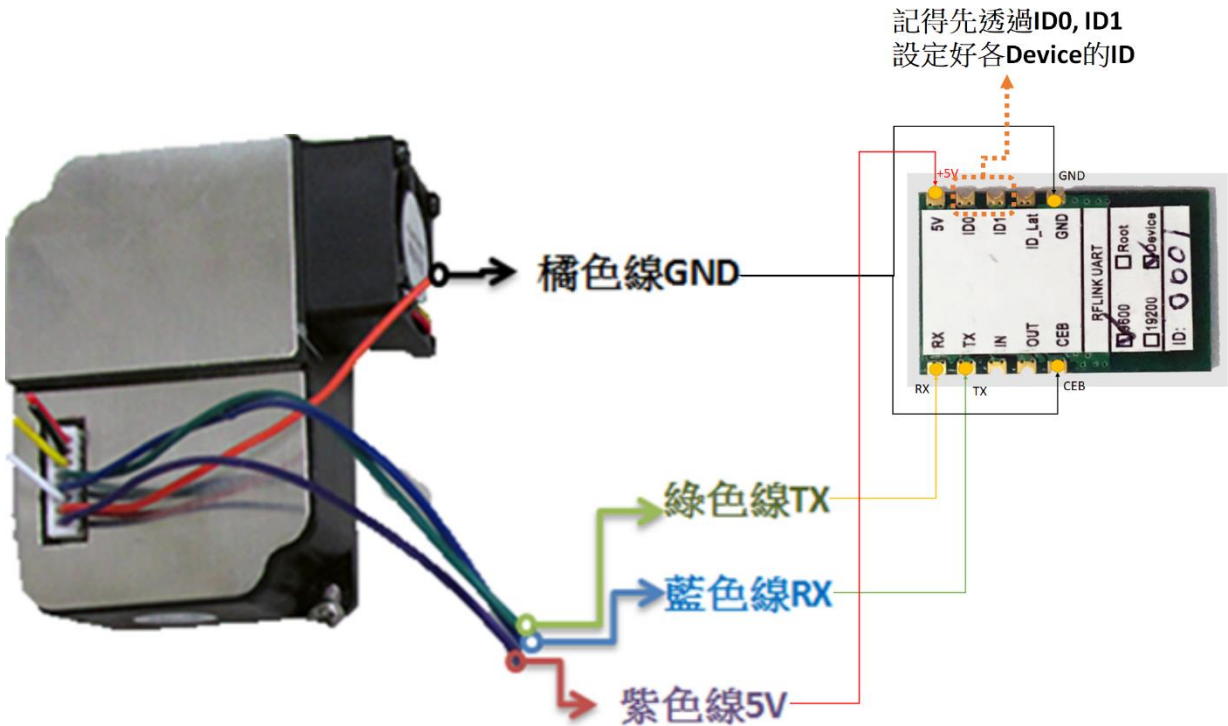 記得先透過ID0, ID1
設定好各Device的ID
+5V
GND
5V
ID0
ID1
ID_Lat
GND
RX
TX
IN
OUT
CEB
RFLINK UART
9600
19200
Root
Device
ID: 0001
RX
TX
CEB
橘色線GND
綠色線TX
藍色線RX
紫色線5V